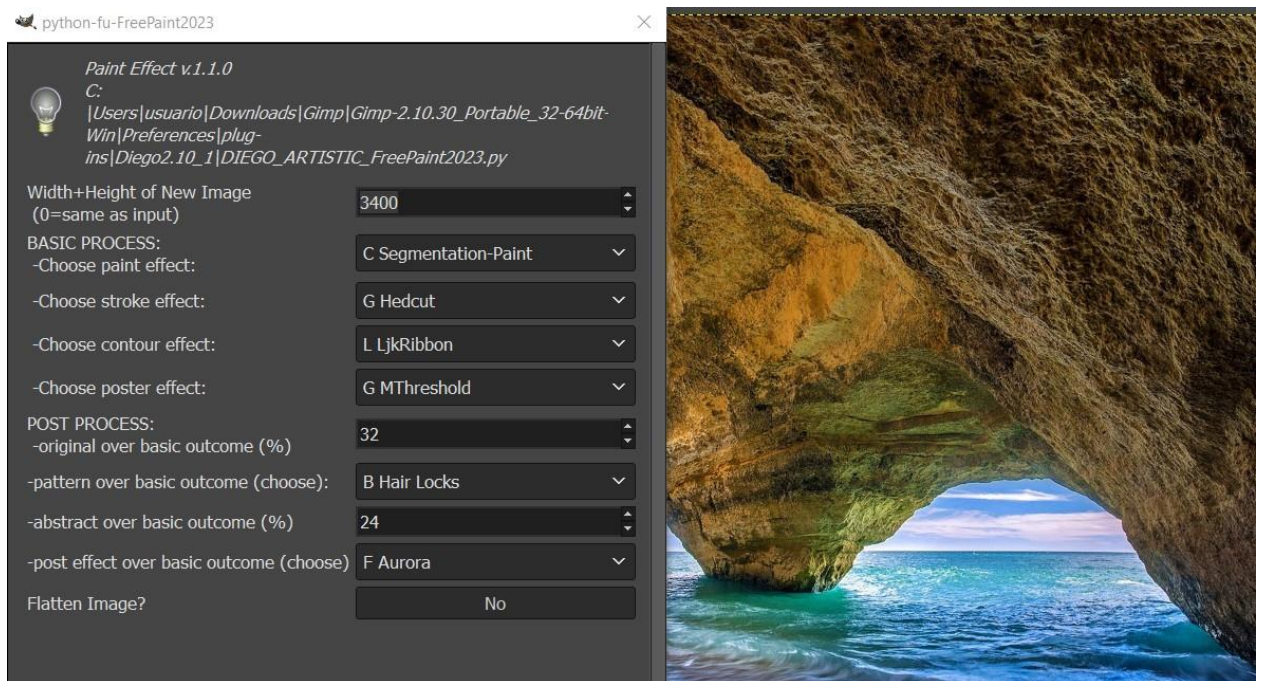 python-fu-FreePaint2023
Paint Effect v.1.1.0
C:
|Users|usuario|Downloads|Gimp|Gimp-2.10.30_Portable_32-64bit-
Win|Preferences|plug-
ins|Diego2.10_1|DIEGO_ARTISTIC_FreePaint2023.py
Width+Height of New Image
(0=same as input)
3400
BASIC PROCESS:
-Choose paint effect:
C Segmentation-Paint
-Choose stroke effect:
G Hedcut
-Choose contour effect:
L LjkRibbon
-Choose poster effect:
G MThreshold
POST PROCESS:
-original over basic outcome (%)
32
-pattern over basic outcome (choose):
B Hair Locks
-abstract over basic outcome (%)
24
-post effect over basic outcome (choose)
F Aurora
Flatten Image?
No